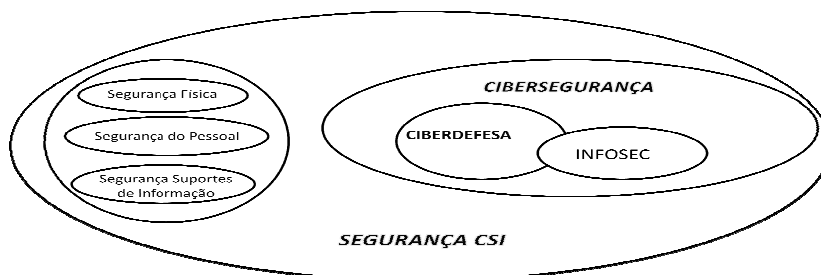 Segurança Física
Segurança do Pessoal
Segurança Suportes
de Informação
CIBERSEGURANÇA
CIBERDEFESA
INFOSEC
SEGURANÇA CSI